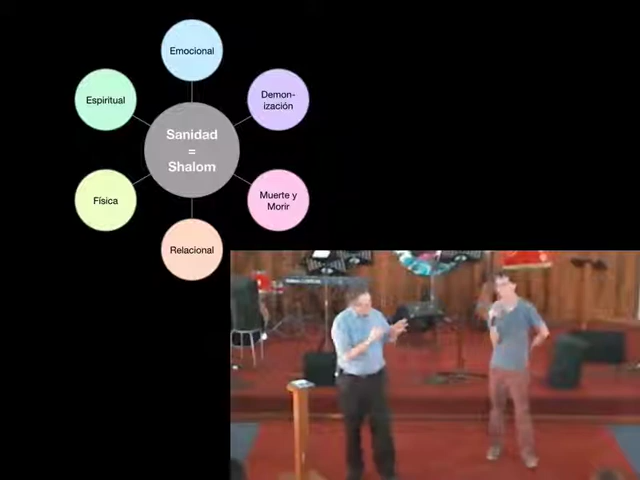 Emocional
Demon-
ización
Muerte y
Morir
Relacional
Física
Espiritual
Sanidad
=
Shalom